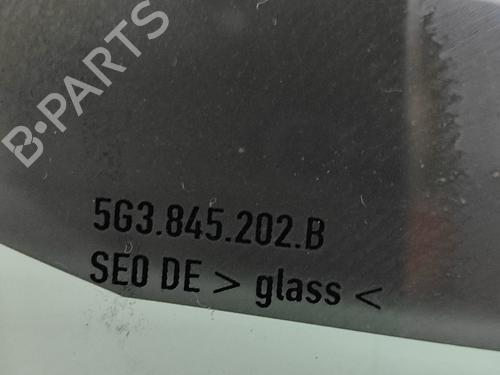 B-PARTS
5G3.845.202.B
SEO DE > glass <